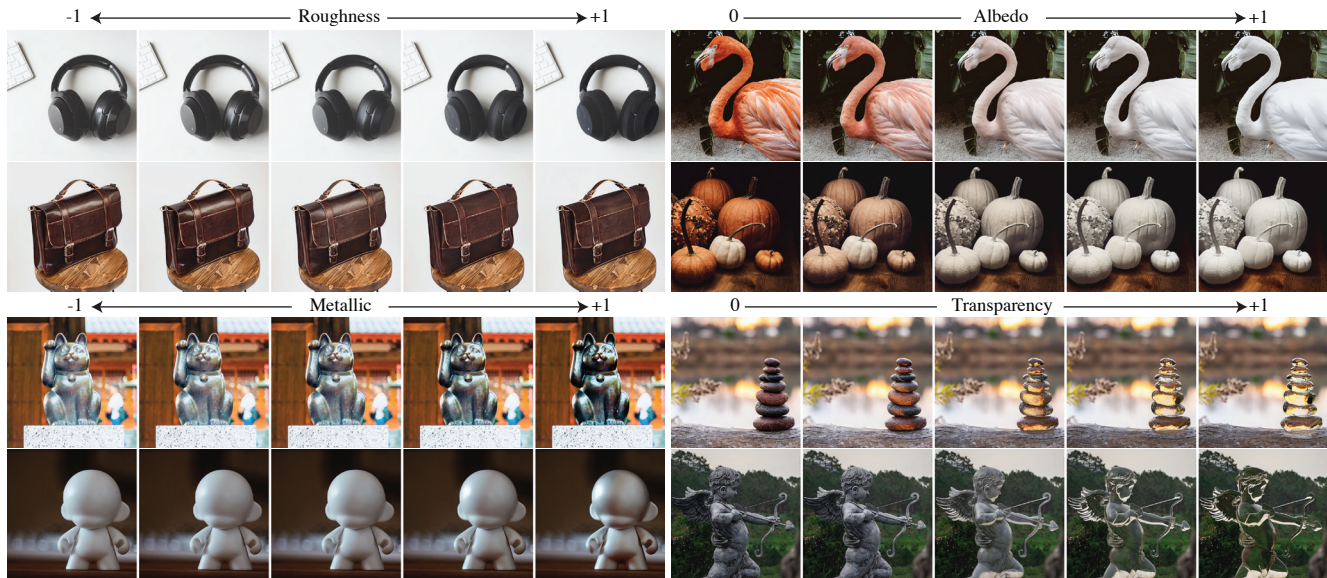 -1 Roughness +1
0 Albedo +1
-1 Metallic +1
0 Transparency +1